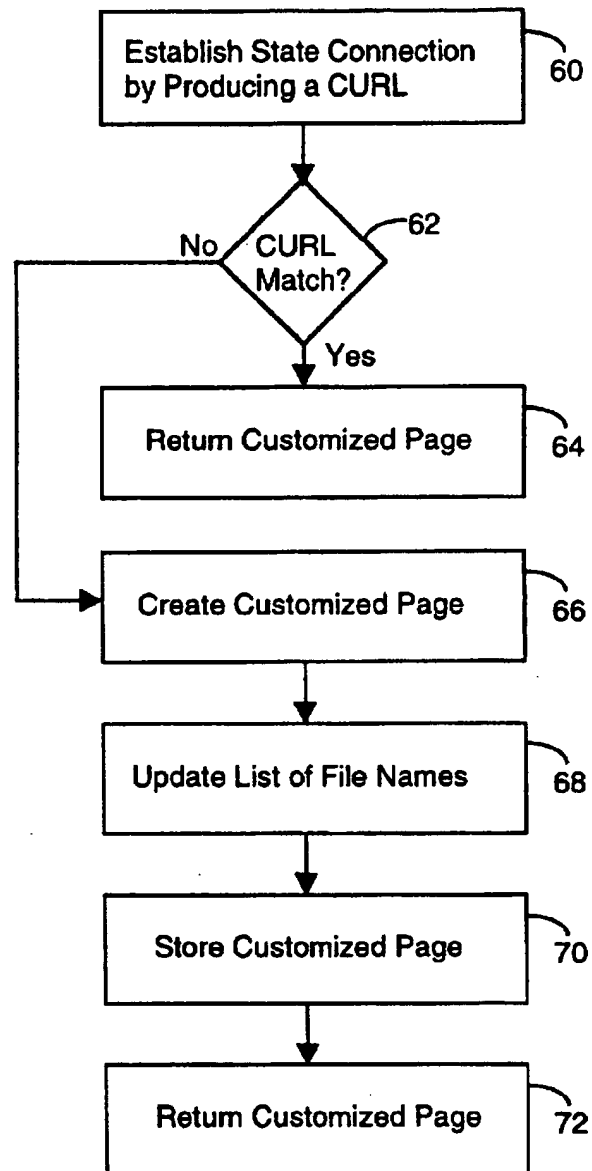 Establish State Connection
by Producing a CURL
60
62
No
CURL
Match?
Yes
Return Customized Page
64
Create Customized Page
66
Update List of File Names
68
Store Customized Page
70
Return Customized Page
72